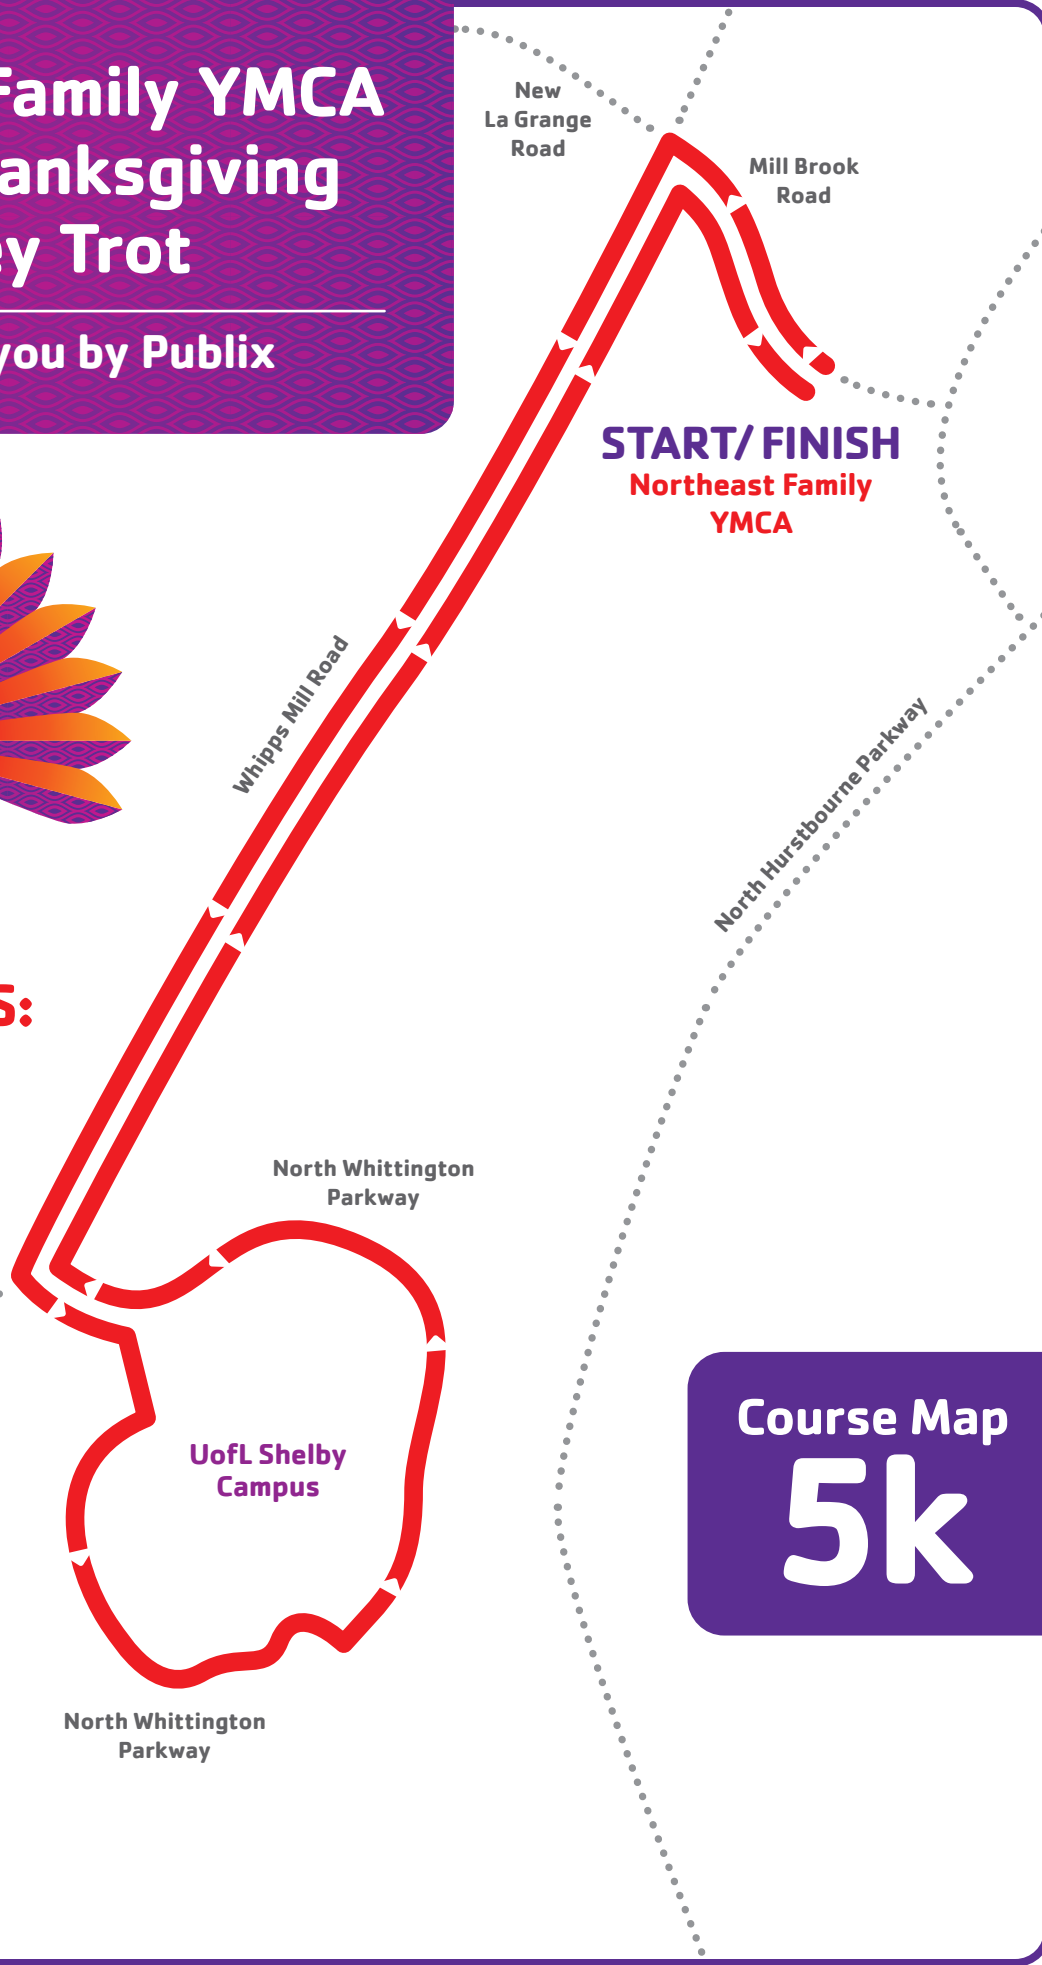 Family YMCA
anksgiving
ey Trot
you by Publix
New
La Grange
Road
Mill Brook
Road
START/FINISH
Northeast Family
YMCA
Whipps Mill Road
North Hurstbourne Parkway
S:
North Whittington
Parkway
UofL Shelby
Campus
Course Map
5k
North Whittington
Parkway